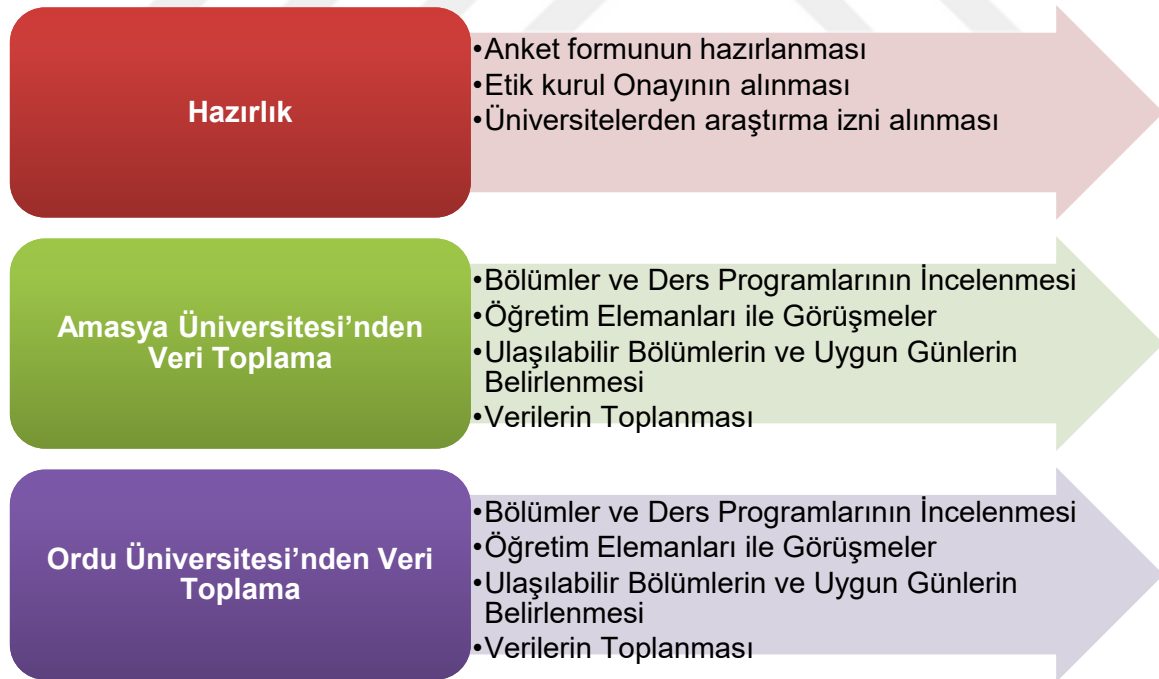 Hazırlık
•Anket formunun hazırlanması
•Etik kurul Onayının alınması
•Üniversitelerden araştırma izni alınması
Amasya Üniversitesi’nden
Veri Toplama
•Bölümler ve Ders Programlarının İncelenmesi
•Öğretim Elemanları ile Görüşmeler
•Ulaşılabilir Bölümlerin ve Uygun Günlerin
Belirlenmesi
•Verilerin Toplanması
Ordu Üniversitesi’nden Veri
Toplama
•Bölümler ve Ders Programlarının İncelenmesi
•Öğretim Elemanları ile Görüşmeler
•Ulaşılabilir Bölümlerin ve Uygun Günlerin
Belirlenmesi
•Verilerin Toplanması